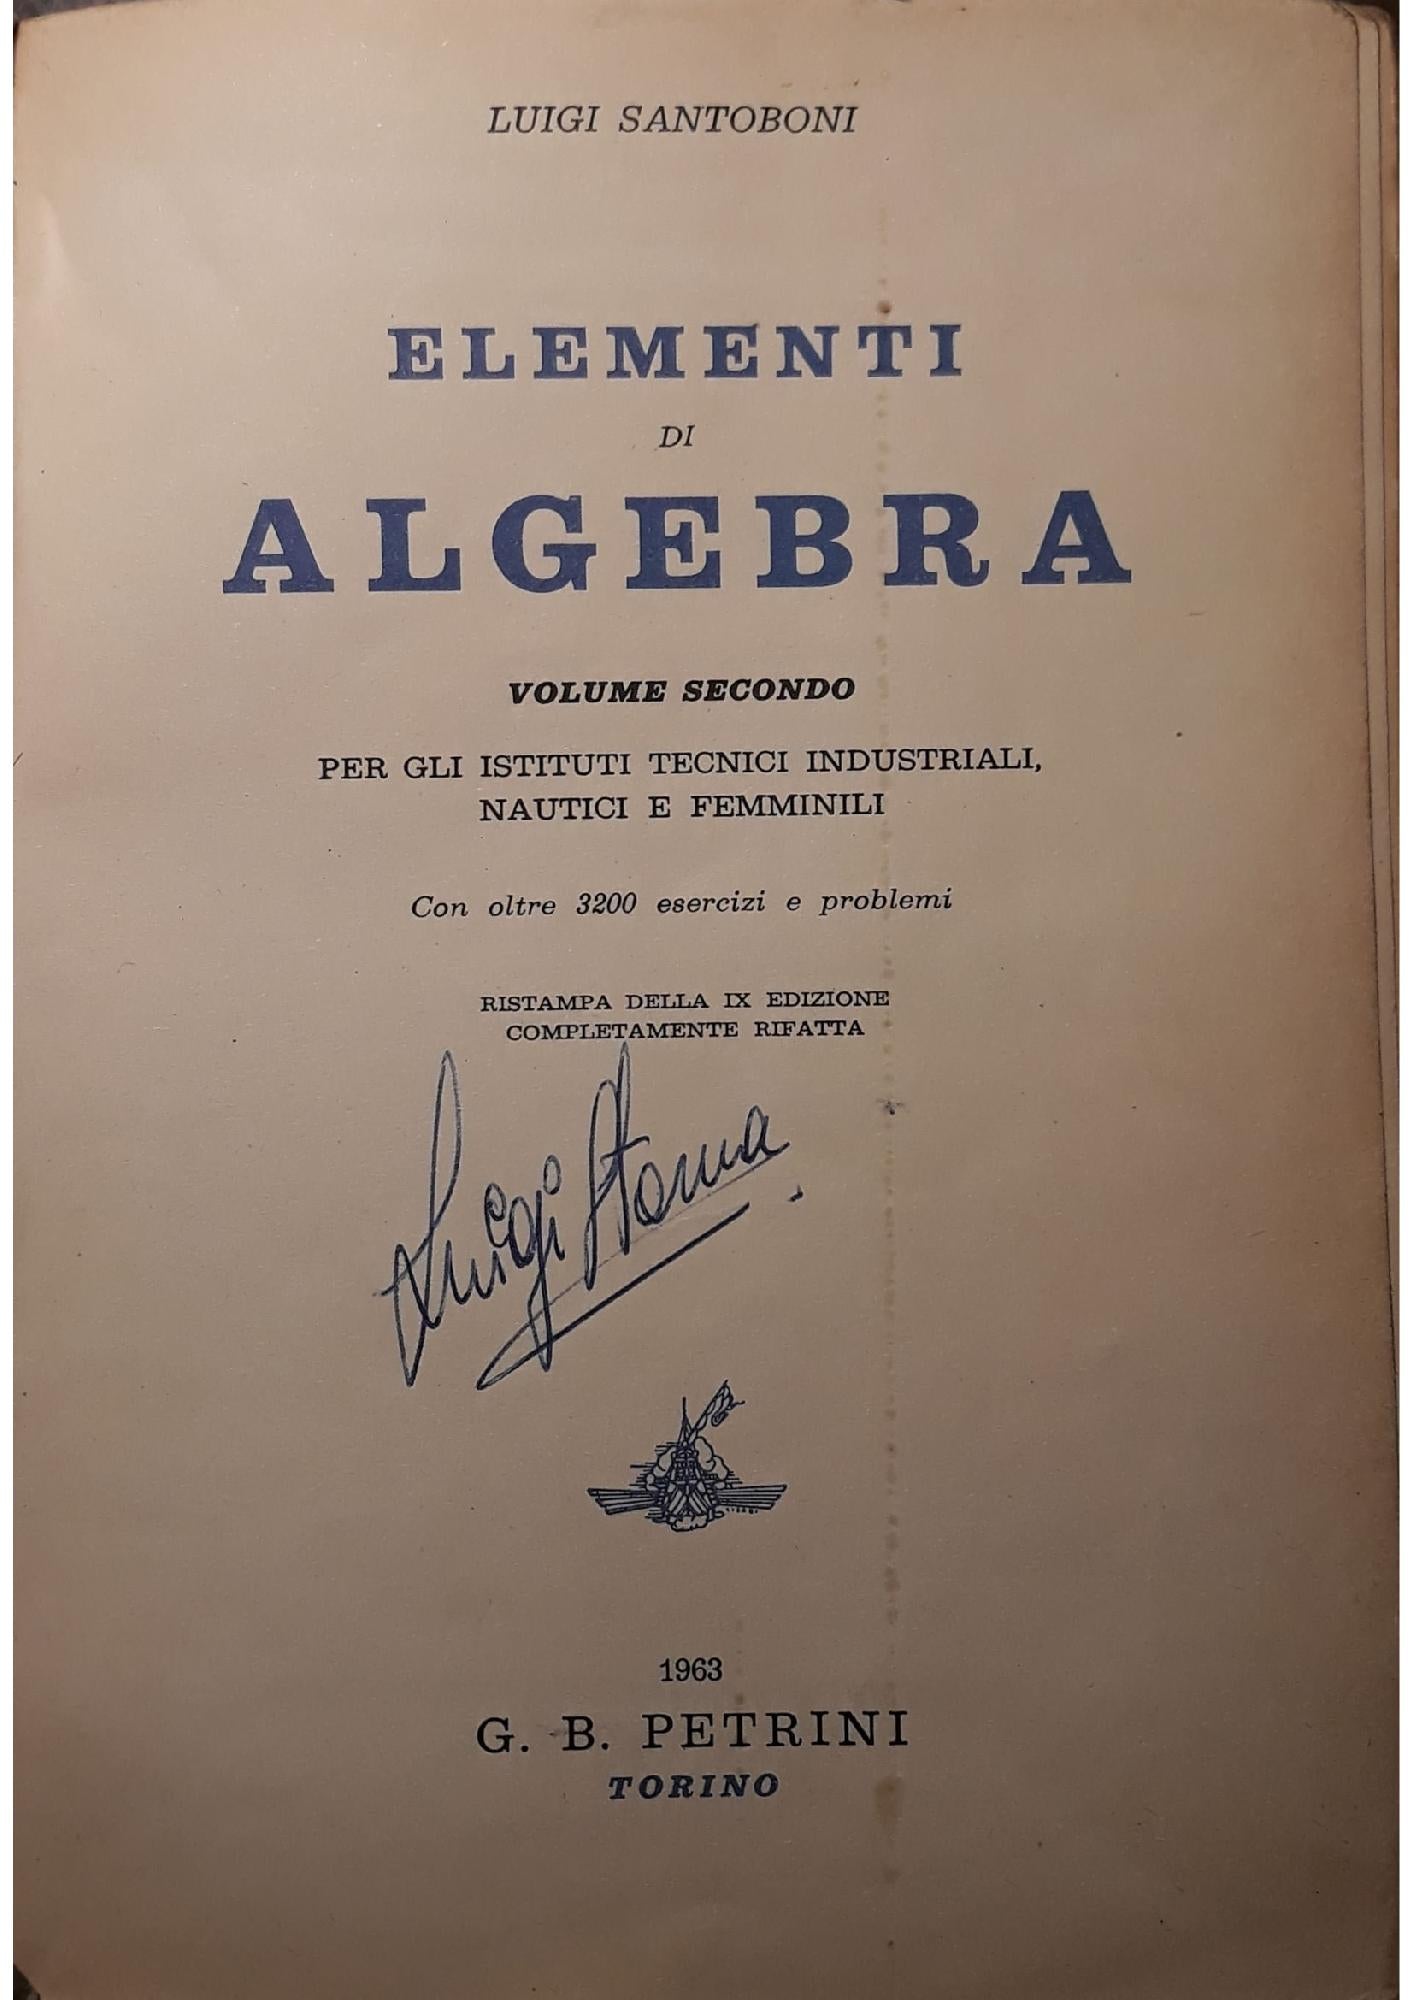 LUIGI SANTOBONI
ELEMENTI
DI
ALGEBRA
VOLUME SECONDO
PER GLI ISTITUTI TECNICI INDUSTRIALI,
NAUTICI E FEMMINILI
Con oltre 3200 esercizi e problemi
RISTAMPA DELLA IX EDIZIONE
COMPLETAMENTE RIFATTA
Luigi
1963
G. B. PETRINI
TORINO